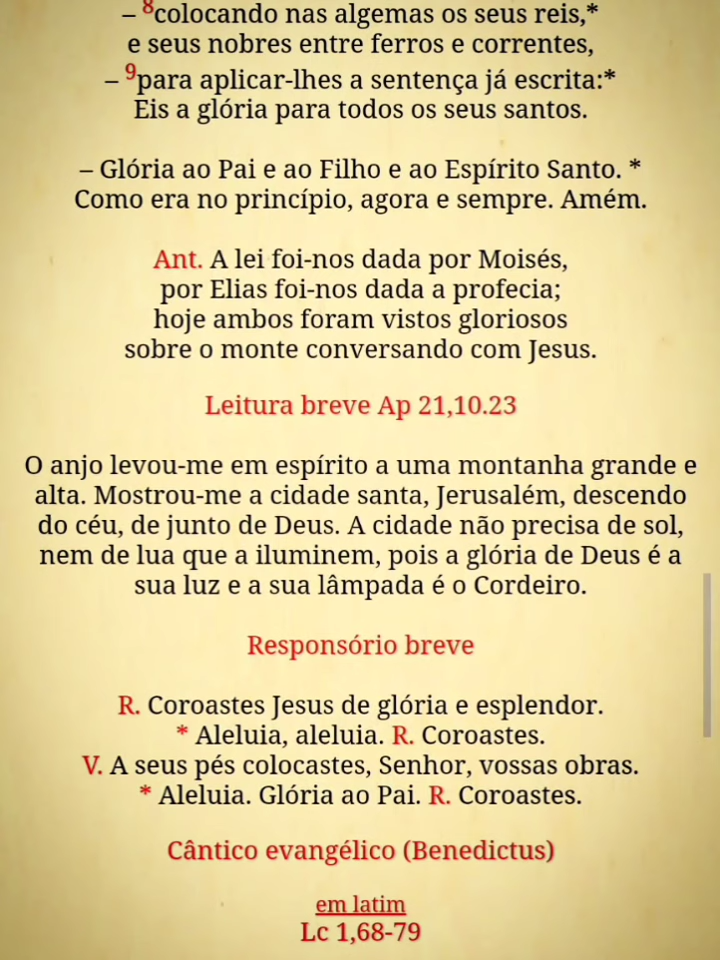 – 8colocando nas algemas os seus reis,*
e seus nobres entre ferros e correntes,
– 9para aplicar-lhes a sentença já escrita:*
Eis a glória para todos os seus santos.
– Glória ao Pai e ao Filho e ao Espírito Santo. *
Como era no princípio, agora e sempre. Amém.
Ant. A lei foi-nos dada por Moisés,
por Elias foi-nos dada a profecia;
hoje ambos foram vistos gloriosos
sobre o monte conversando com Jesus.
Leitura breve Ap 21,10.23
O anjo levou-me em espírito a uma montanha grande e
alta. Mostrou-me a cidade santa, Jerusalém, descendo
do céu, de junto de Deus. A cidade não precisa de sol,
nem de lua que a iluminem, pois a glória de Deus é a
sua luz e a sua lâmpada é o Cordeiro.
Responsório breve
R. Coroastes Jesus de glória e esplendor.
* Aleluia, aleluia. R. Coroastes.
V. A seus pés colocastes, Senhor, vossas obras.
* Aleluia. Glória ao Pai. R. Coroastes.
Cântico evangélico (Benedictus)
em latim
Lc 1,68-79